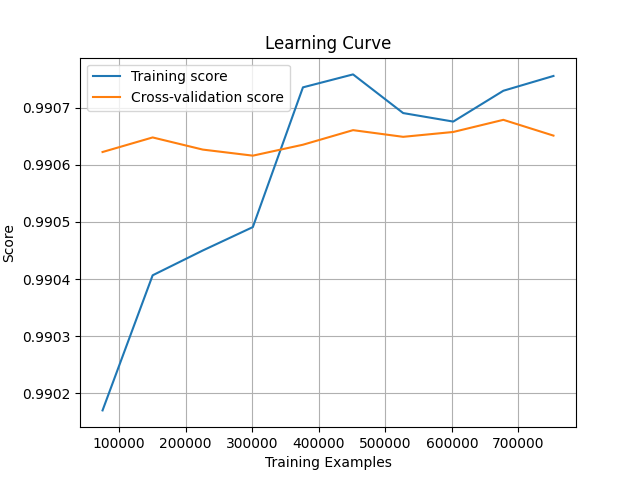 Learning Curve
Training score
Cross-validation score
0.9907
0.9906
0.9905
0.9904
0.9903
0.9902
Score
100000 200000 300000 400000 500000 600000 700000
Training Examples